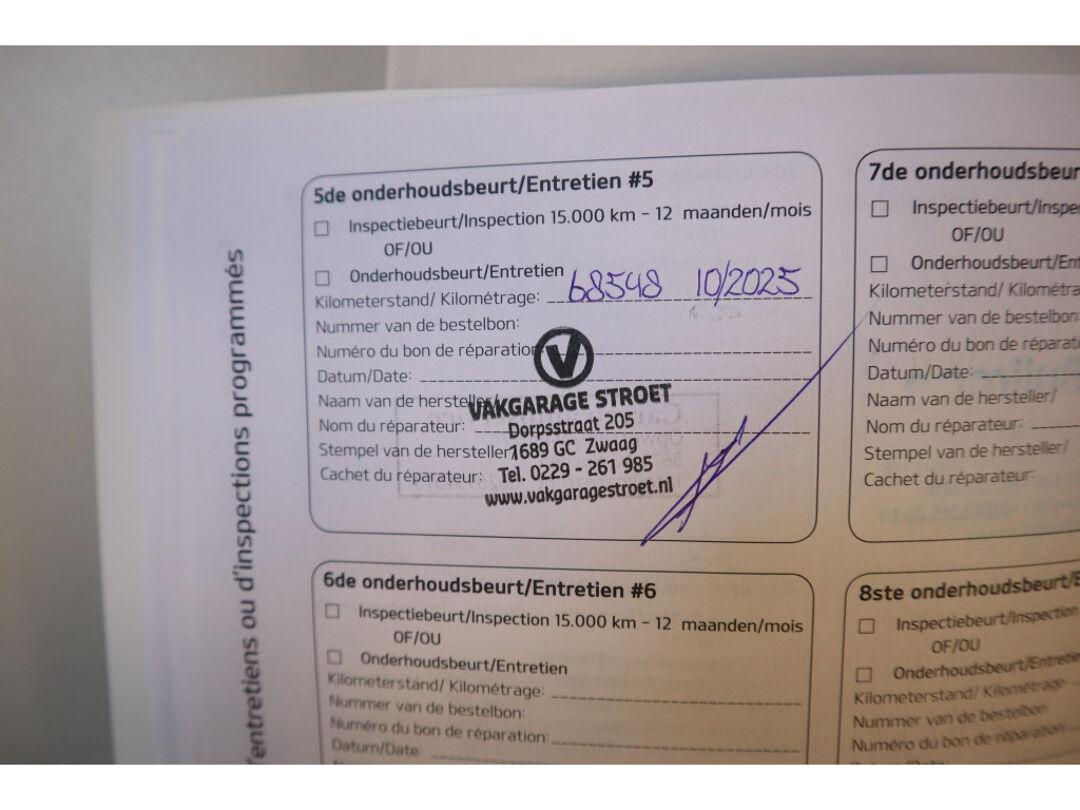 entretiens ou d'inspections programmés
5de onderhoudsbeurt/Entretien #5
Inspectiebeurt/Inspection 15.000 km - 12 maanden/mois
OF/OU
Onderhoudsbeurt/Entretien
Kilometerstand/ Kilométrage: 68548 10/2025
Nummer van de bestelbon:
Numéro du bon de réparation
Datum/Date:
Naam van de hersteller/
Nom du réparateur:
Stempel van de hersteller
Cachet du réparateur:
V
VAKGARAGE STROET
Dorpsstraat 205
1689 GC Zwaag
Tel. 0229 - 261 985
www.vakgaragestroet.nl
6de onderhoudsbeurt/Entretien #6
Inspectiebeurt/Inspection 15.000 km - 12 maanden/mois
OF/OU
Onderhoudsbeurt/Entretien
Kilometerstand/ Kilométrage:
Nummer van de bestelbon:
Numéro du bon de réparation:
Datum/Date:
7de onderhoudsbeur
Inspectiebeurt/Inspe
OF/OU
Onderhoudsbeurt/Ent
Kilometerstand/ Kilométra
Nummer van de bestelbon
Numéro du bon de réparat
Datum/Date:
Naam van de hersteller/
Nom du réparateur:
Stempel van de hersteller/
Cachet du réparateur:
8ste onderhoudsbeurt/E
Inspectiebeurt/Inspection
OF/OU
Onderhoudsbeurt/Entretie
Kilometerstand/ Kilométrage:
Nummer van de bestelbon
Numéro du bon de réparation: